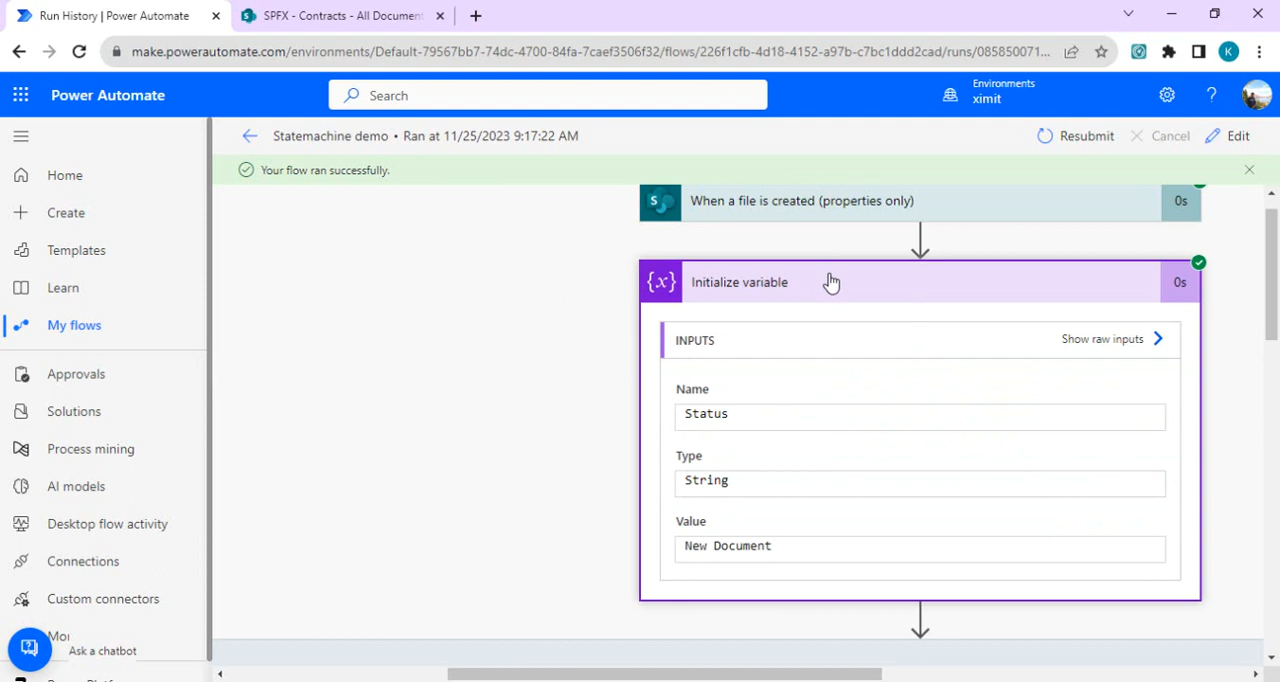 Run History | Power Automate
SPFX - Contracts - All Document
make.powerautomate.com/environments/Default-79567bb7-74dc-4700-84fa-7caef3506f32/flows/226f1cfb-4d18-4152-a97b-c7bc1ddd2cad/runs/085850071...
K
Power Automate
Search
Environments
ximit
?
Statemachine demo • Ran at 11/25/2023 9:17:22 AM
Resubmit
Cancel
Edit
Your flow ran successfully.
Home
Create
Templates
Learn
My flows
Approvals
Solutions
Process mining
AI models
Desktop flow activity
Connections
Custom connectors
Ask a chatbot
S
When a file is created (properties only)
0s
{x}
Initialize variable
0s
INPUTS
Show raw inputs
Name
Status
Type
String
Value
New Document